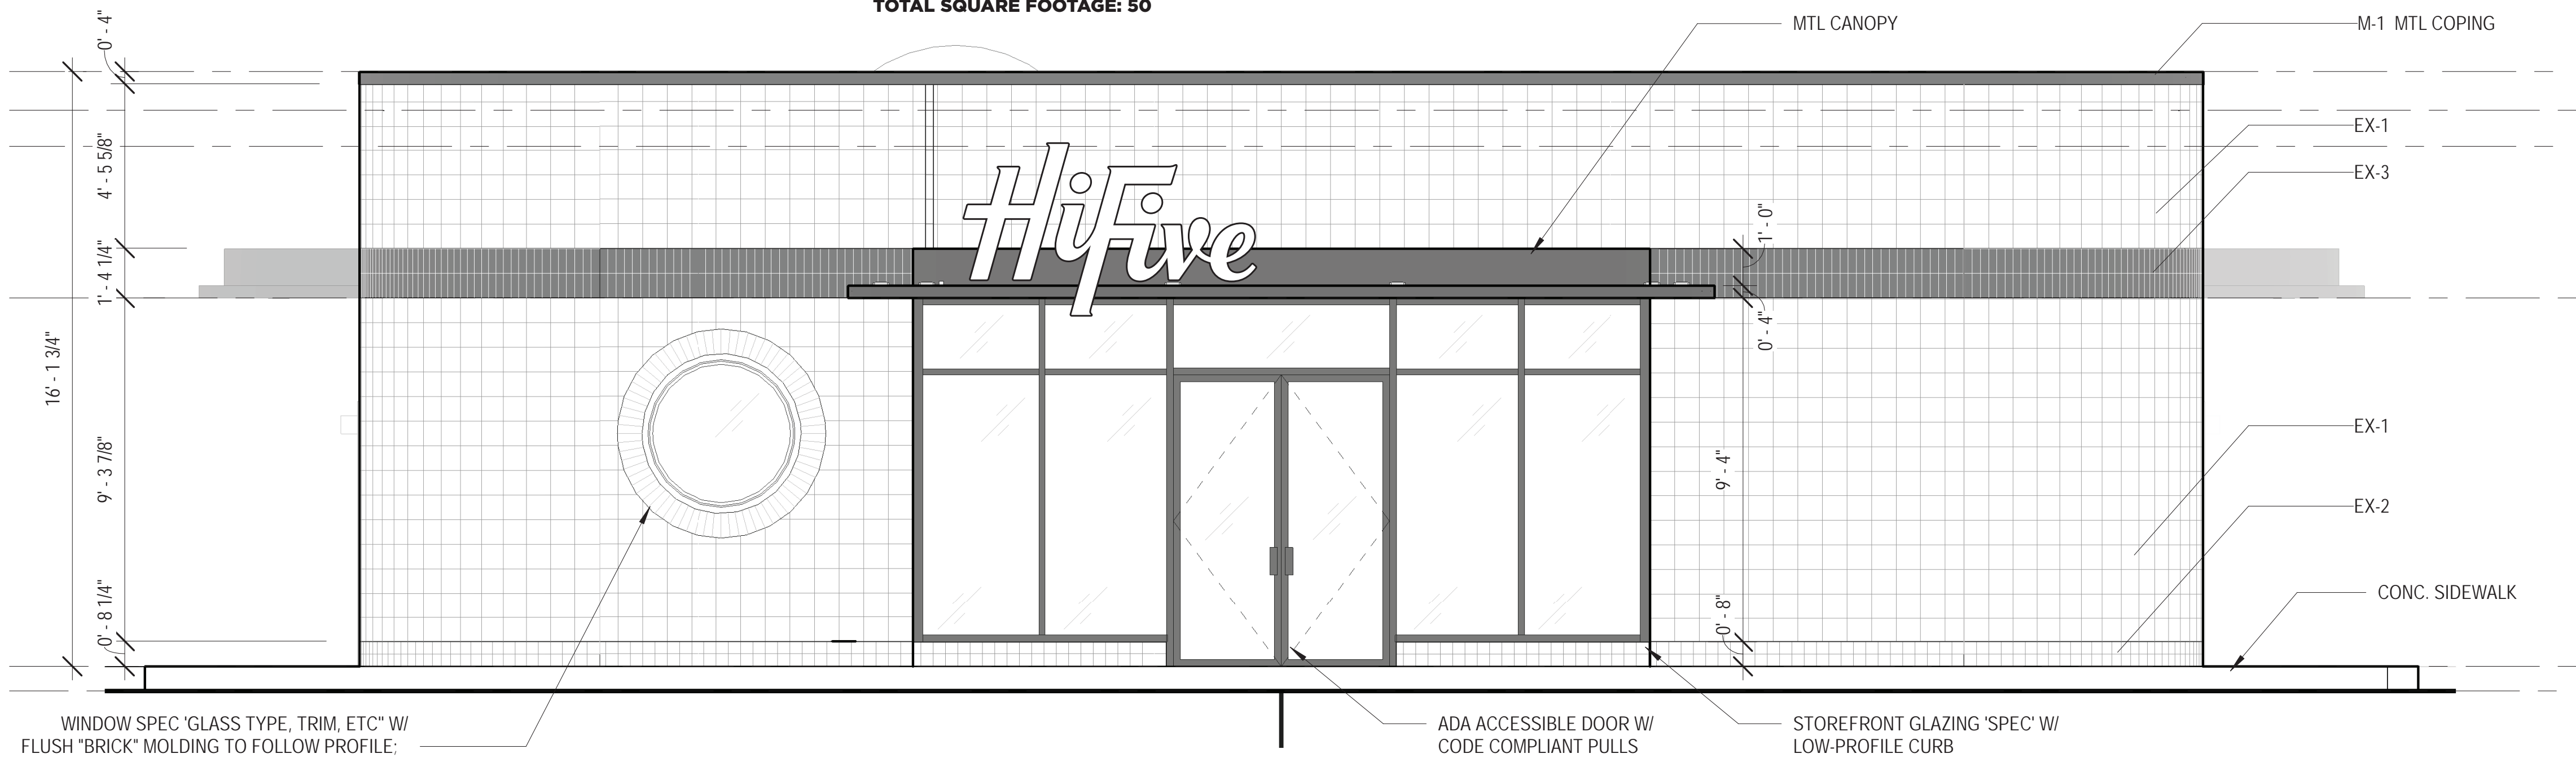 TOTAL SQUARE FOOTAGE: 50
MTL CANOPY
M-1 MTL COPING
0' - 4"
EX-1
4' - 5 5/8"
EX-3
HiFive
1' - 0"
1' - 4 1/4"
0' - 4"
16' - 1 3/4"
EX-1
9' - 3 7/8"
9' - 4"
EX-2
0' - 8 1/4"
0' - 8"
CONC. SIDEWALK
WINDOW SPEC 'GLASS TYPE, TRIM, ETC" W/
FLUSH "BRICK" MOLDING TO FOLLOW PROFILE;
ADA ACCESSIBLE DOOR W/
CODE COMPLIANT PULLS
STOREFRONT GLAZING 'SPEC' W/
LOW-PROFILE CURB